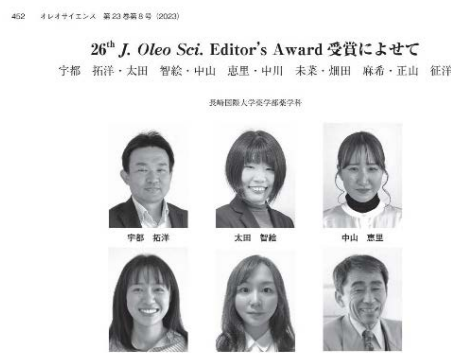 452 オレオサイエンス 第23巻第8号（2023）
26th J. Oleo Sci. Editor's Award 受賞によせて
宇都 拓洋・太田 智絵・中山 恵里・中川 未菜・畑田 麻希・正山 征洋
長崎国際大学薬学部薬学科
宇都 拓洋 太田 智絵 中山 恵里